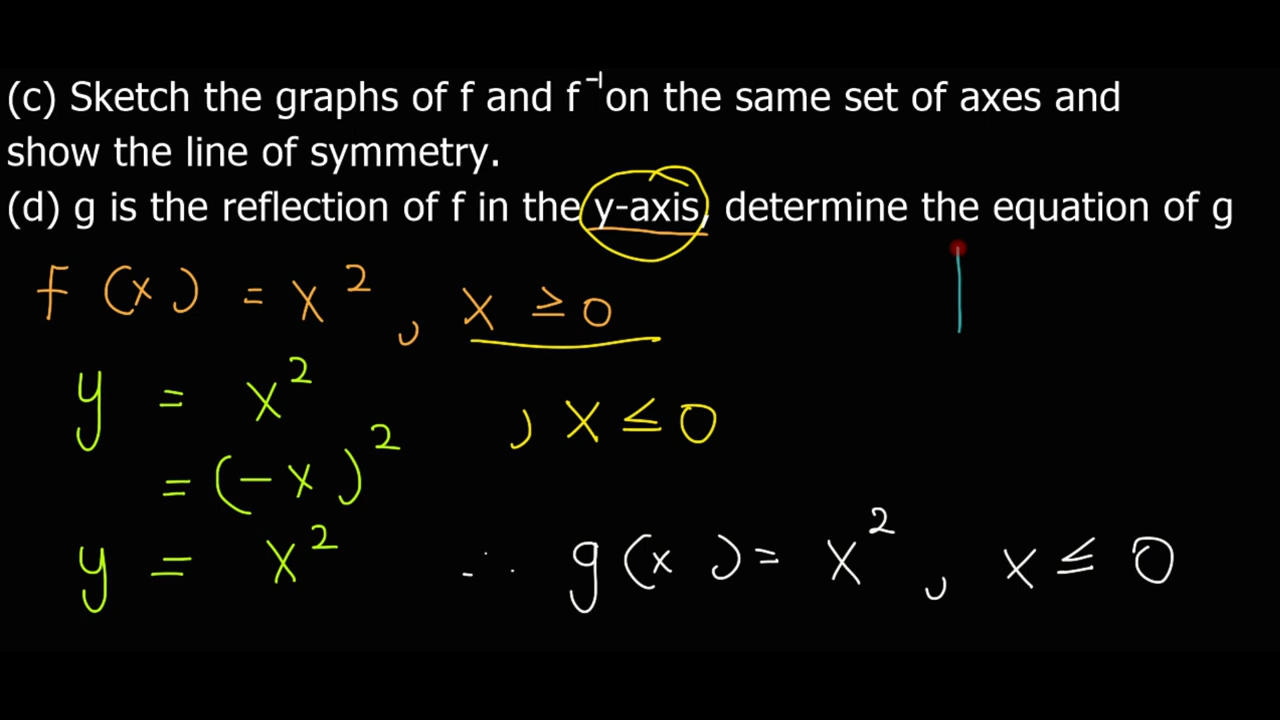 (c) Sketch the graphs of f and f⁻¹ on the same set of axes and
show the line of symmetry.
(d) g is the reflection of f in the y-axis, determine the equation of g
f (x) = x², x ≥ 0
y = x²
, x ≤ 0
= (-x)²
y = x² ∴ g(x) = x², x ≤ 0